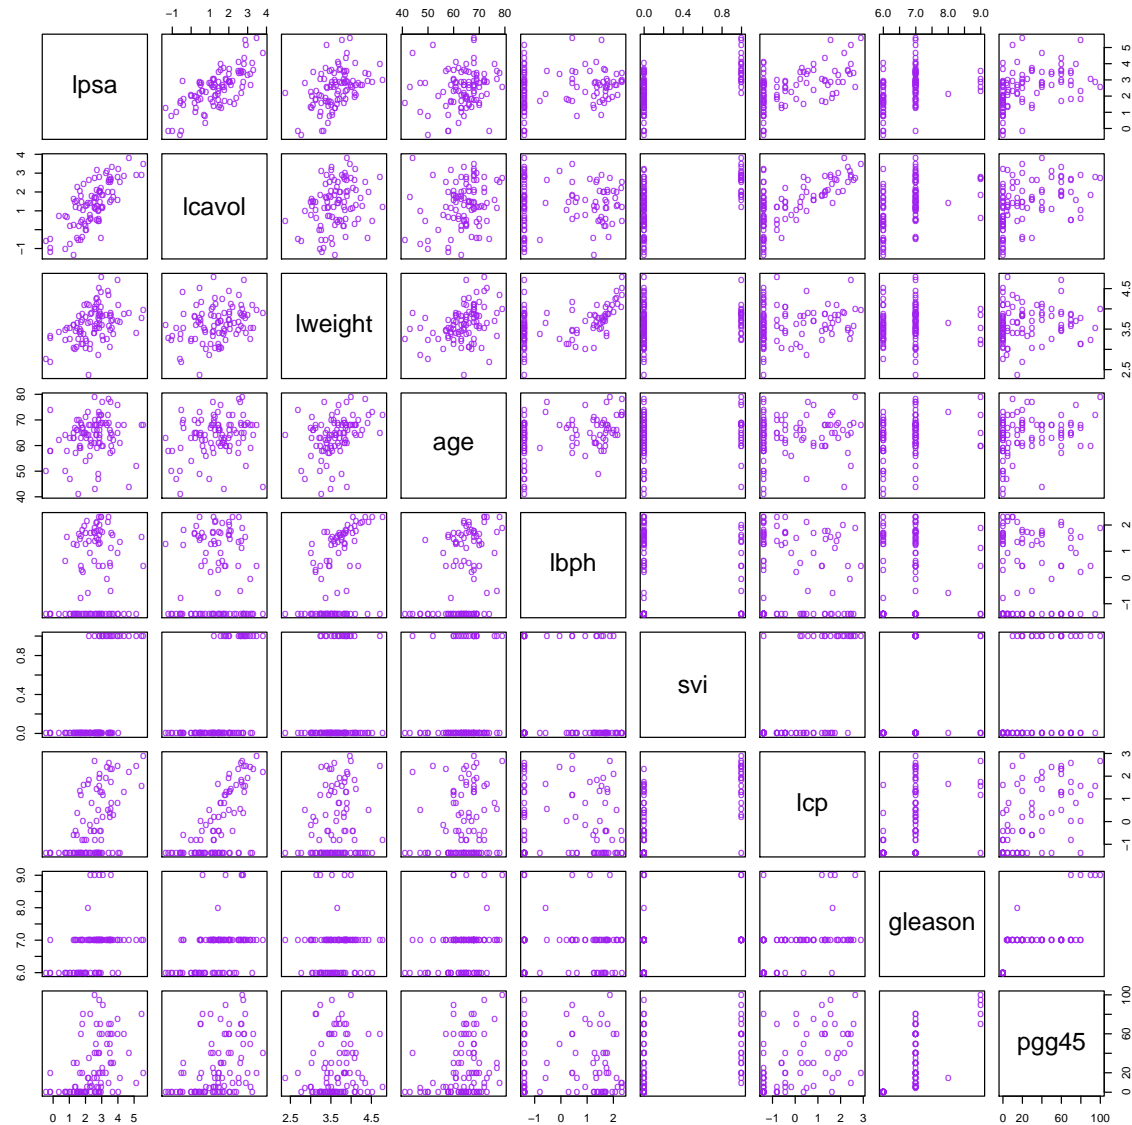 −1 0 1 2 3 4 40 50 60 70 80 0.0 0.4 0.8 6.0 7.0 8.0 9.0
lpsa
0 1 2 3 4 5
−1 1 2 3 4
lcavol
lweight
2.5 3.5 4.5
40 50 60 70 80
age
lbph
−1 0 1 2
0.0 0.4 0.8
svi
lcp
−1 0 1 2 3
6.0 7.0 8.0 9.0
gleason
pgg45
0 20 60 80 100
0 1 2 3 4 5 2.5 3.5 4.5 −1 0 1 2 −1 0 1 2 3 0 20 60 100